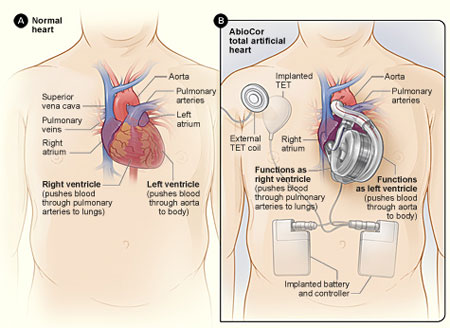 A Normal
heart
Aorta
Superior
vena cava
Pulmonary
arteries
Pulmonary
veins
Left
atrium
Right
atrium
Right ventricle
(pushes blood
through pulmonary
arteries to lungs)
Left ventricle
(pushes blood
through aorta
to body)
B AbioCor
total artificial
heart
Implanted
TET
Aorta
Pulmonary
arteries
External
TET coil
Right
atrium
Functions as
right ventricle
(pushes blood
through pulmonary
arteries to lungs)
Functions
as left ventricle
(pushes blood
through aorta
to body)
Implanted battery
and controller